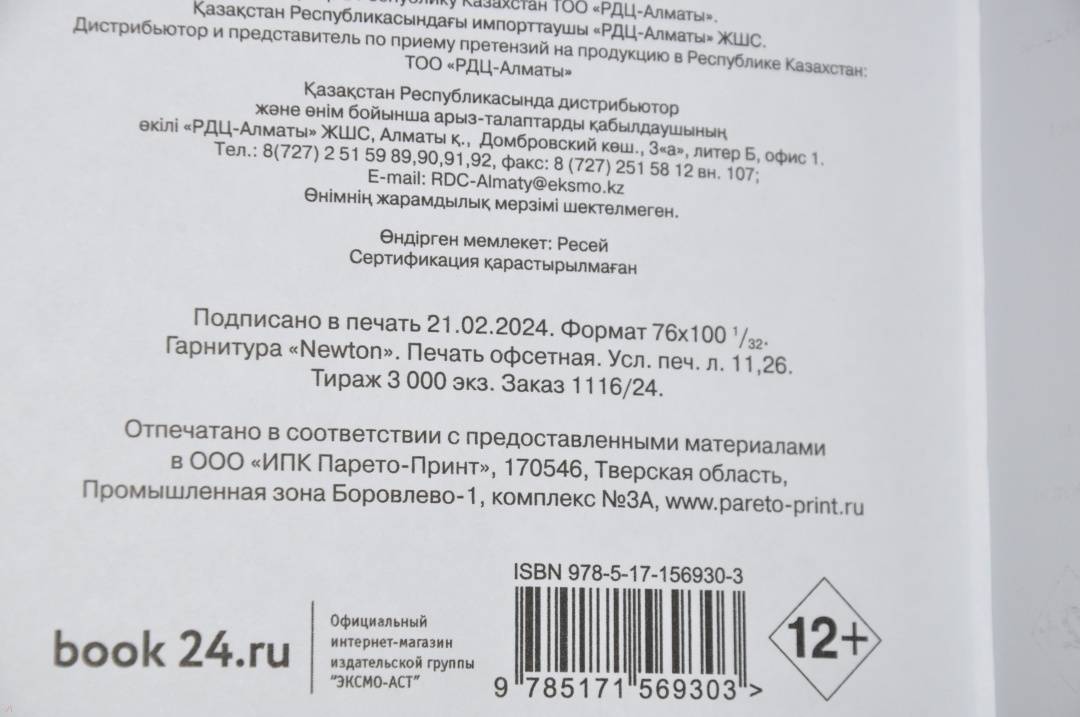 Республику Казахстан ТОО «РДЦ-Алматы».
Қазақстан Республикасындағы импорттаушы «РДЦ-Алматы» ЖШС.
Дистрибьютор и представитель по приему претензий на продукцию в Республике Казахстан:
ТОО «РДЦ-Алматы»
Қазақстан Республикасында дистрибьютор
және өнім бойынша арыз-талаптарды қабылдаушының
өкілі «РДЦ-Алматы» ЖШС, Алматы қ., Домбровский көш., 3«а», литер Б, офис 1.
Тел.: 8(727) 2 51 59 89,90,91,92, факс: 8 (727) 251 58 12 вн. 107;
E-mail: RDC-Almaty@eksmo.kz
Өнімнің жарамдылық мерзімі шектелмеген.
Өндірген мемлекет: Ресей
Сертификация қарастырылмаған
Подписано в печать 21.02.2024. Формат 76x100 1/32.
Гарнитура «Newton». Печать офсетная. Усл. печ. л. 11,26.
Тираж 3 000 экз. Заказ 1116/24.
Отпечатано в соответствии с предоставленными материалами
в ООО «ИПК Парето-Принт», 170546, Тверская область,
Промышленная зона Боровлево-1, комплекс №3А, www.pareto-print.ru
ISBN 978-5-17-156930-3
book 24.ru
Официальный
интернет-магазин
издательской группы
"ЭКСМО-АСТ"
9 785171 569303 >
12+